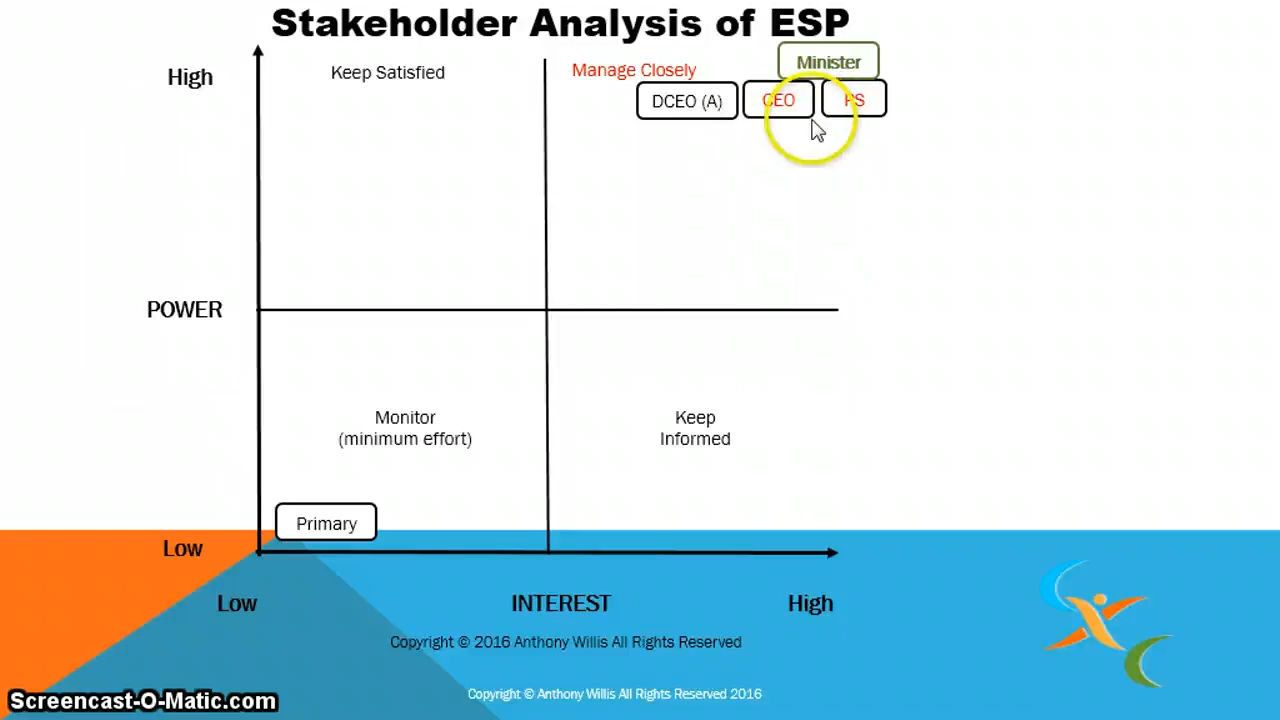 Stakeholder Analysis of ESP
High
Keep Satisfied
Manage Closely
Minister
DCEO (A)
CEO
PS
POWER
Monitor
(minimum effort)
Keep
Informed
Primary
Low
Low
INTEREST
High
Copyright © 2016 Anthony Willis All Rights Reserved
Copyright © Anthony Willis All Rights Reserved 2016
Screencast-O-Matic.com